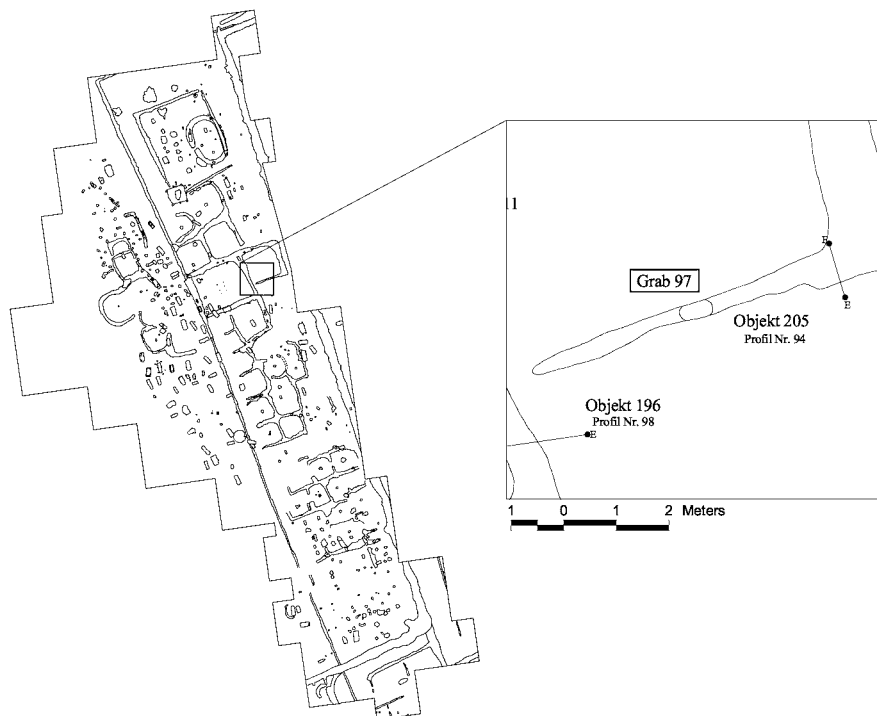 11
E
Grab 97
E
Objekt 205
Profil Nr. 94
Objekt 196
Profil Nr. 98
E
1 0 1 2 Meters